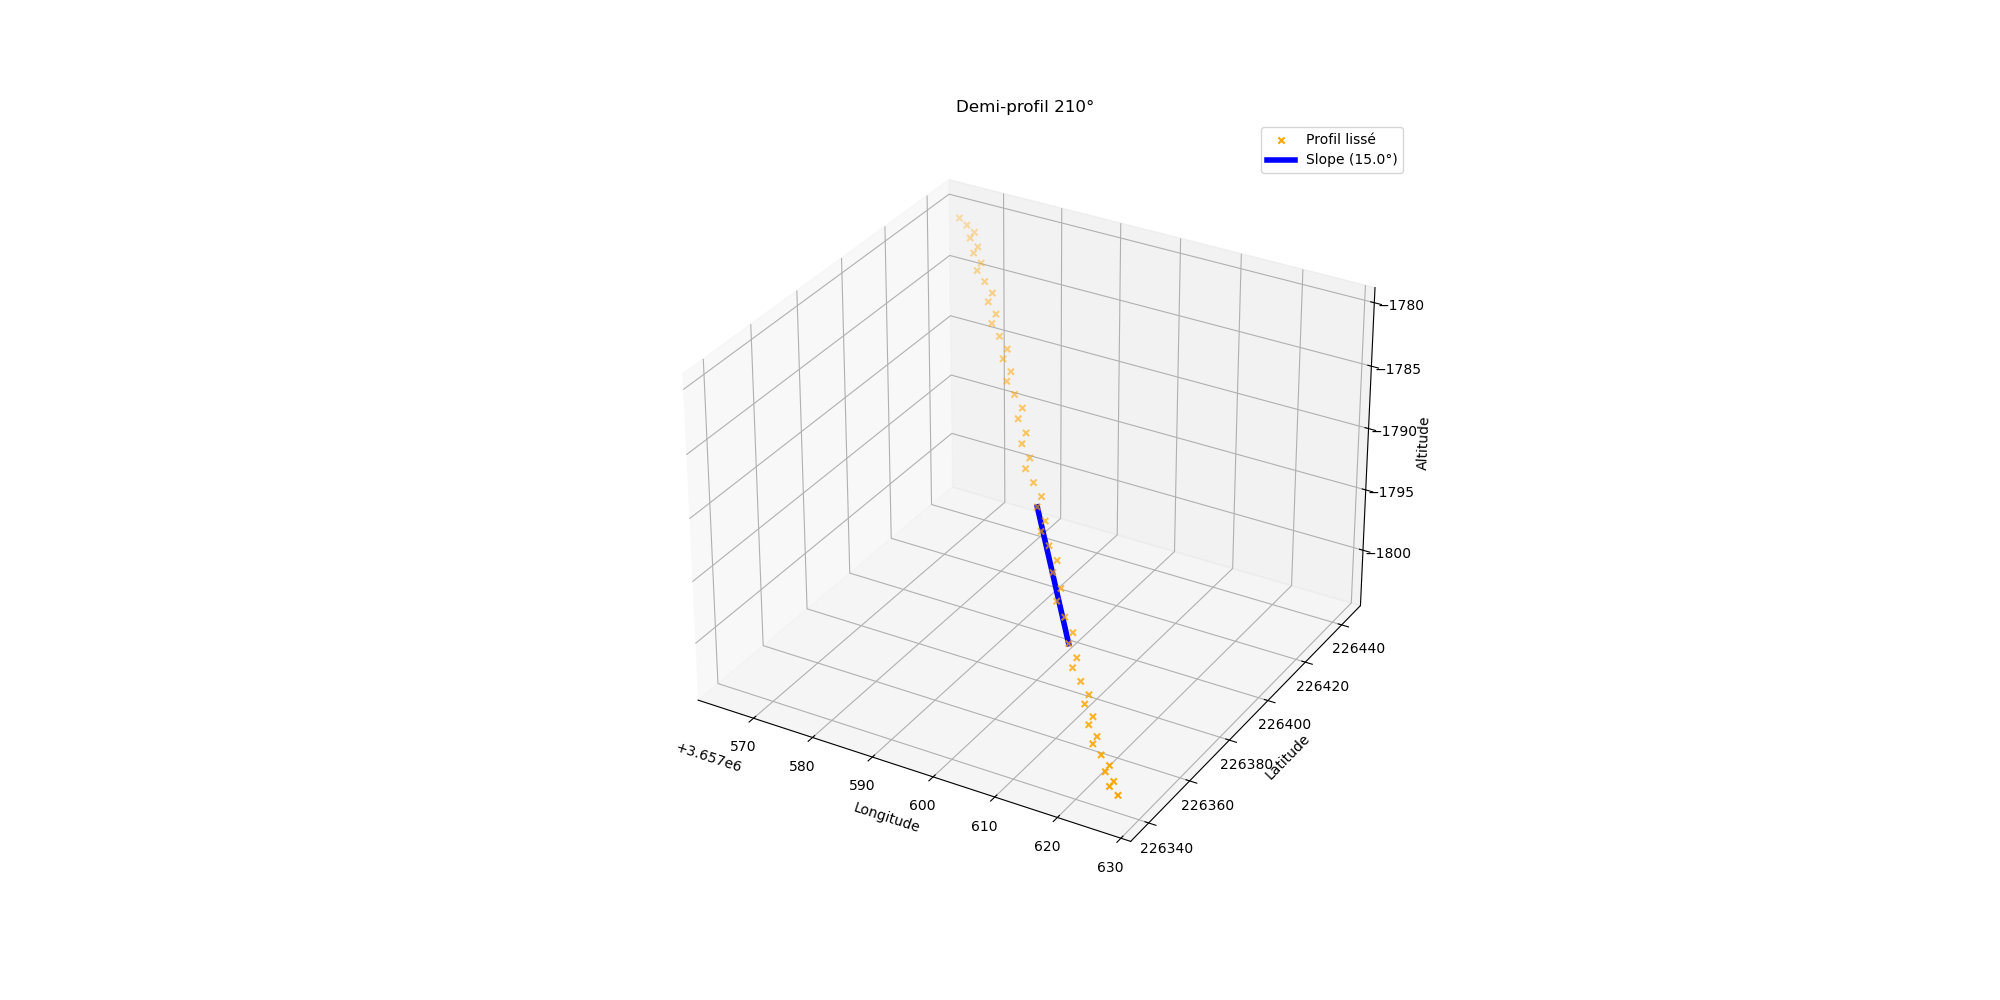 Demi-profil 210°
Profil lissé
Slope (15.0°)
−1780
−1785
−1790
−1795
−1800
Altitude
226440
226420
226400
226380
226360
226340
Latitude
570
580
590
600
610
620
630
+3.657e6
Longitude